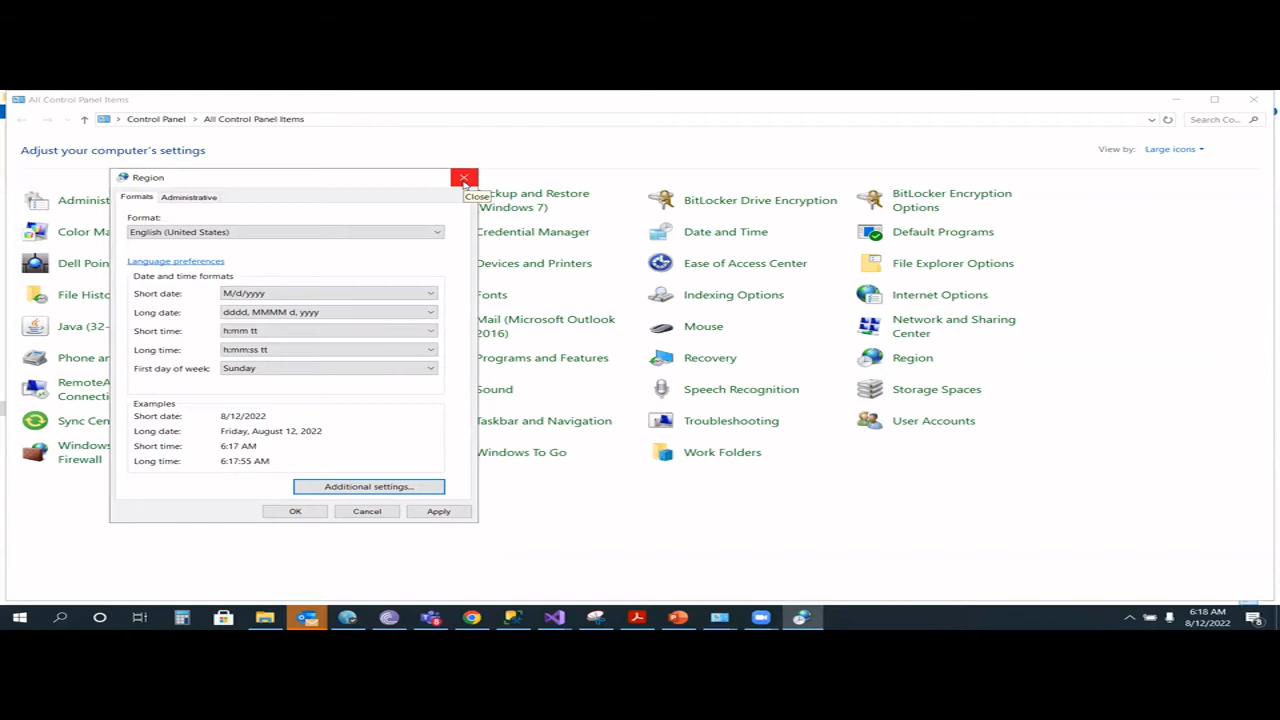 All Control Panel Items
Control Panel > All Control Panel Items
Search Co...
Adjust your computer's settings
View by: Large icons
Region
Close
Formats
Administrative
Format:
English (United States)
Language preferences
Date and time formats
Short date: M/d/yyyy
Long date: dddd, MMMM d, yyyy
Short time: h:mm tt
Long time: h:mm:ss tt
First day of week: Sunday
Examples
Short date: 8/12/2022
Long date: Friday, August 12, 2022
Short time: 6:17 AM
Long time: 6:17:55 AM
Additional settings...
OK Cancel Apply
Administ
Color Ma
Dell Poin
File Histo
Java (32-
Phone an
RemoteA
Connecti
Sync Cen
Windows
Firewall
ackup and Restore
Windows 7)
Credential Manager
Devices and Printers
Fonts
Mail (Microsoft Outlook
2016)
Programs and Features
Sound
Taskbar and Navigation
Windows To Go
BitLocker Drive Encryption
Date and Time
Ease of Access Center
Indexing Options
Mouse
Recovery
Speech Recognition
Troubleshooting
Work Folders
BitLocker Encryption
Options
Default Programs
File Explorer Options
Internet Options
Network and Sharing
Center
Region
Storage Spaces
User Accounts
6:18 AM
8/12/2022